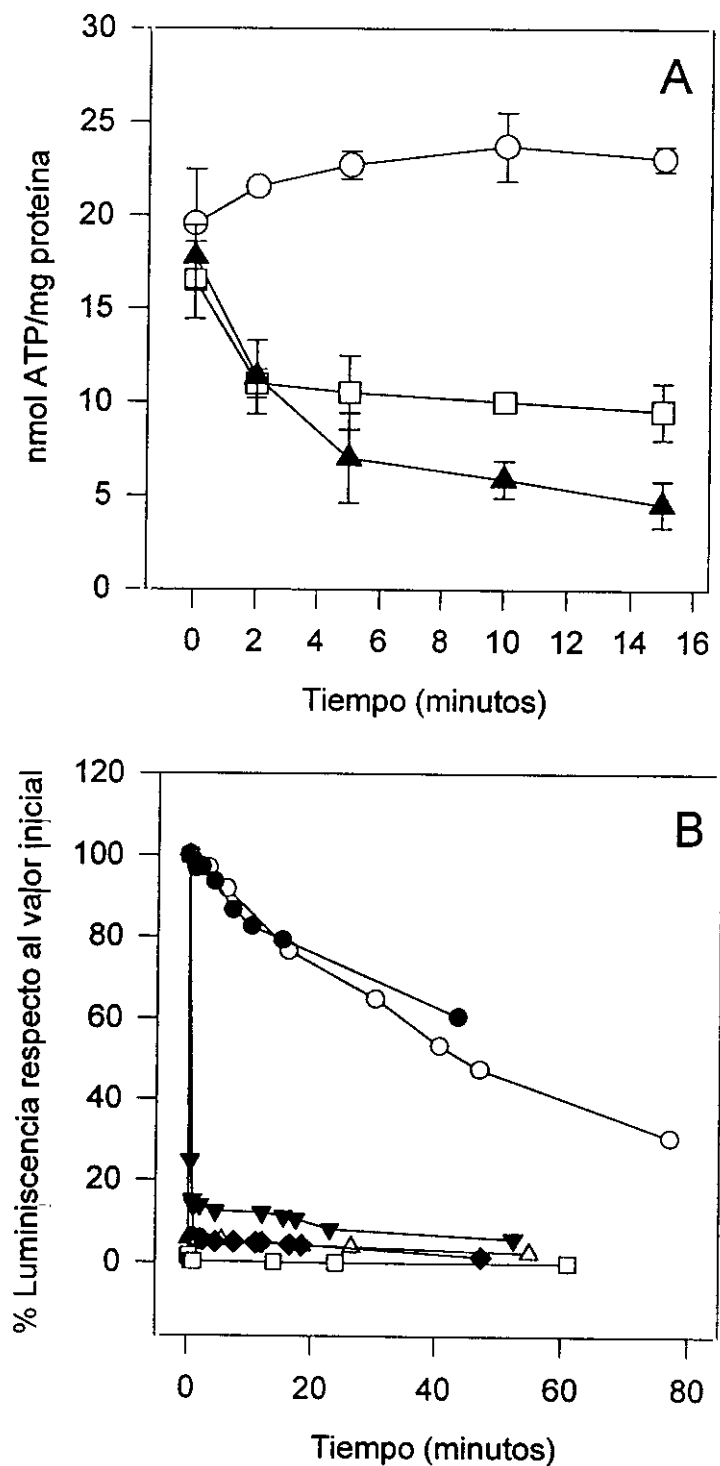 A
30
25
20
15
10
5
0
nmol ATP/mg proteína
0 2 4 6 8 10 12 14 16
Tiempo (minutos)
B
120
100
80
60
40
20
0
% Luminiscencia respecto al valor inicial
0 20 40 60 80
Tiempo (minutos)